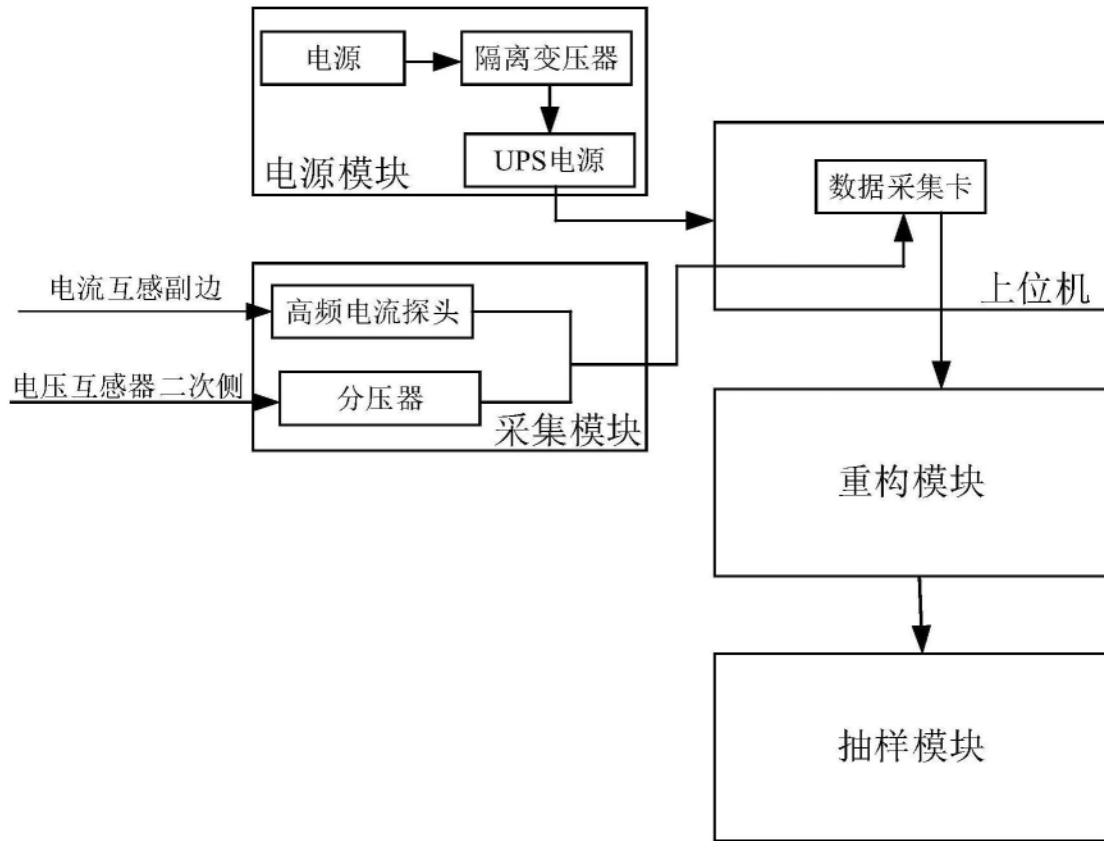 电源
隔离变压器
UPS电源
电源模块
数据采集卡
上位机
电流互感副边
高频电流探头
电压互感器二次侧
分压器
采集模块
重构模块
抽样模块